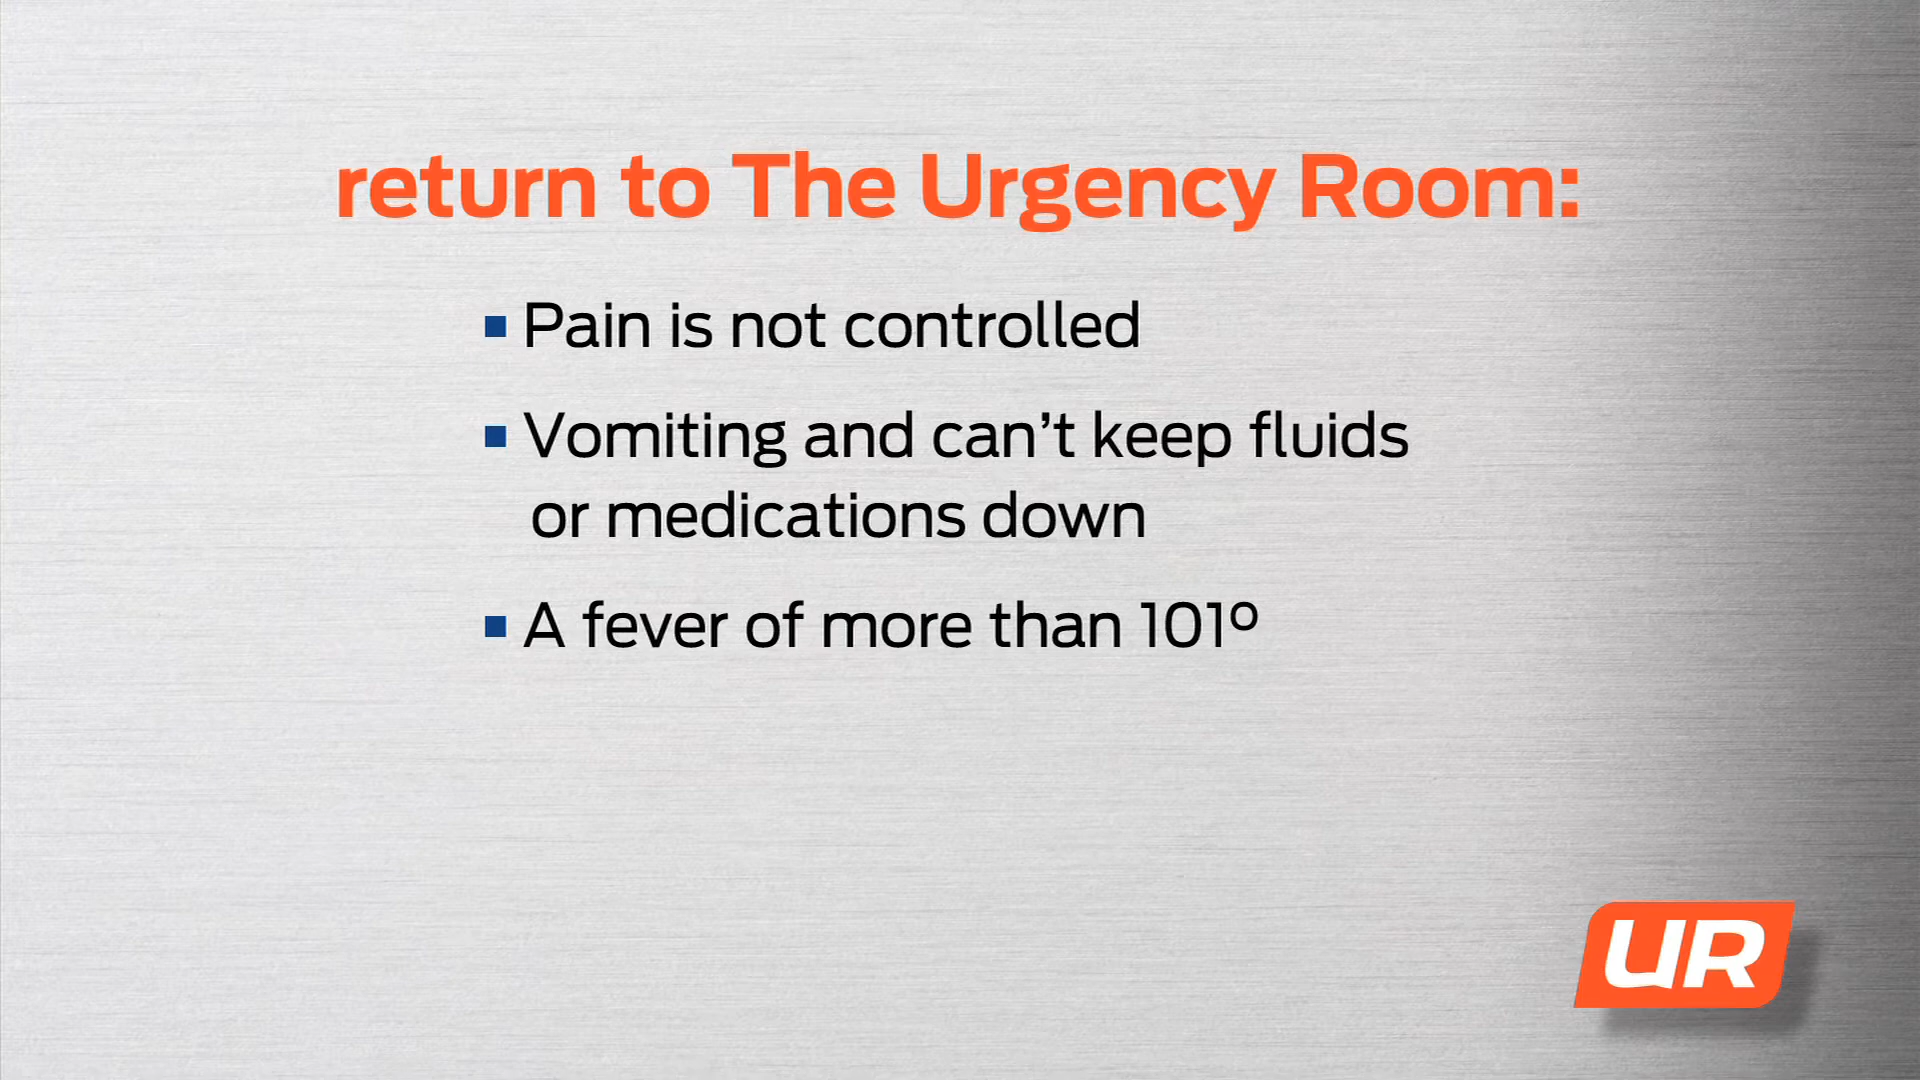 return to The Urgency Room:
▪ Pain is not controlled
▪ Vomiting and can’t keep fluids
or medications down
▪ A fever of more than 101º
UR